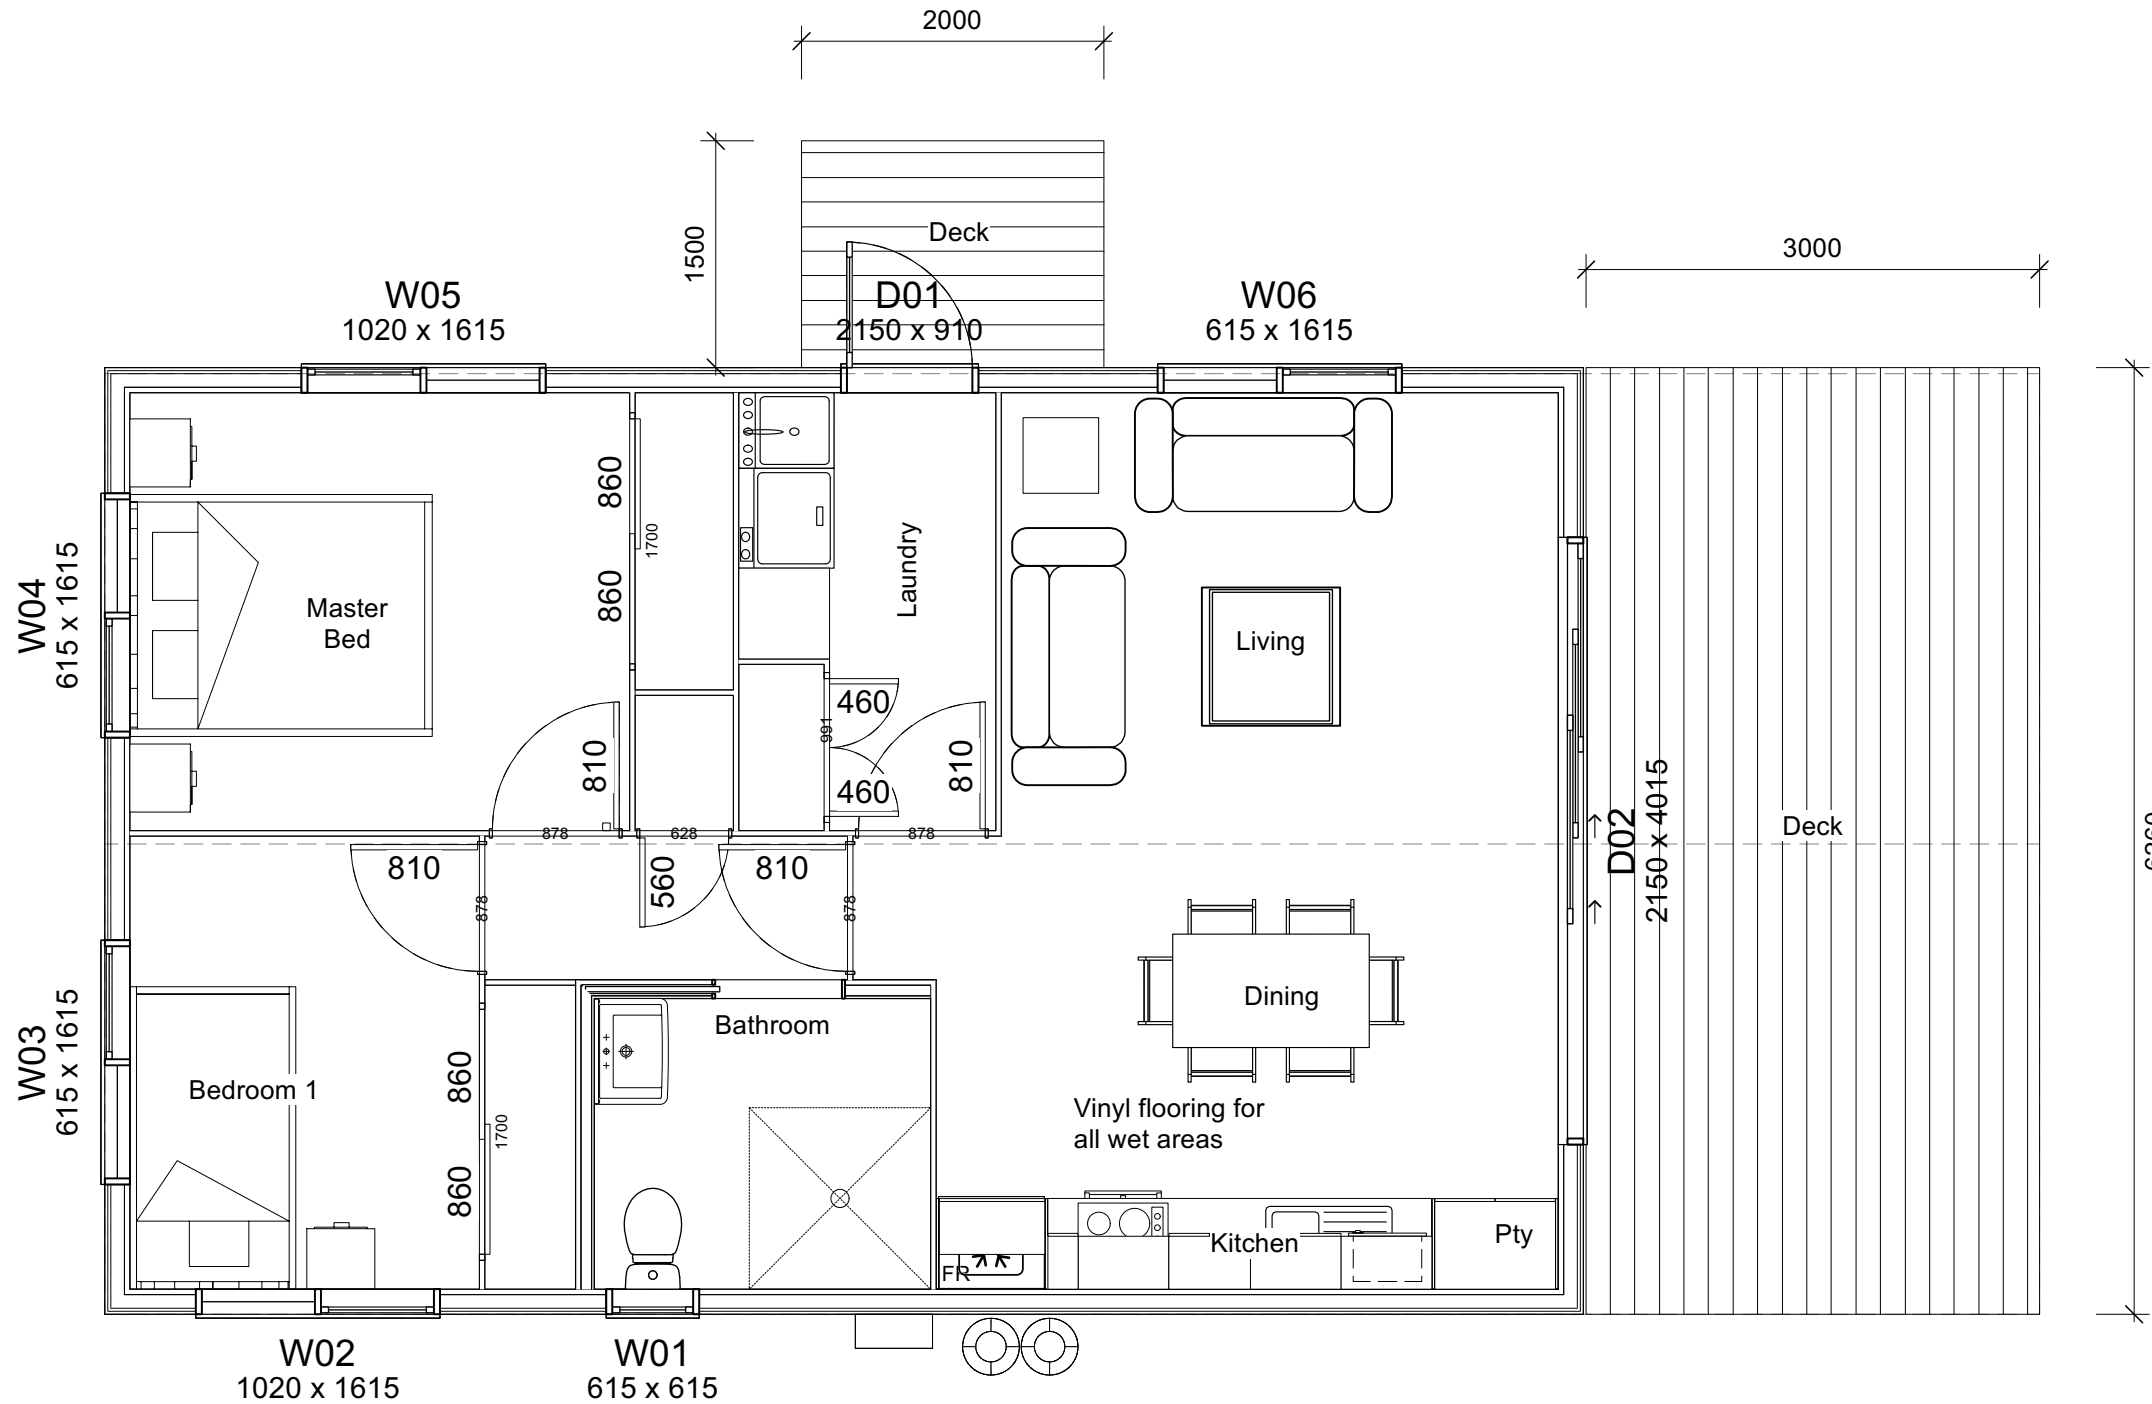 2000
1500
Deck
3000
W05
1020 x 1615
D01
2150 x 910
W06
615 x 1615
W04
615 x 1615
860
1700
860
Laundry
Master
Bed
Living
460
991
460
810
810
878
628
878
810
560
810
878
878
D02
2150 x 4015
Deck
Dining
Bathroom
W03
615 x 1615
Bedroom 1
860
1700
860
Vinyl flooring for
all wet areas
FR
Kitchen
Pty
W02
1020 x 1615
W01
615 x 615